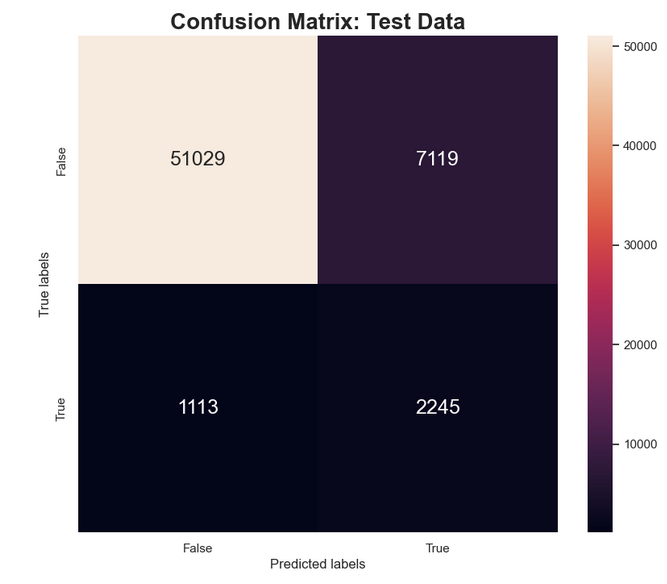 Confusion Matrix: Test Data
50000
51029 7119
False
40000
30000
True labels
20000
1113 2245
True
10000
False True
Predicted labels